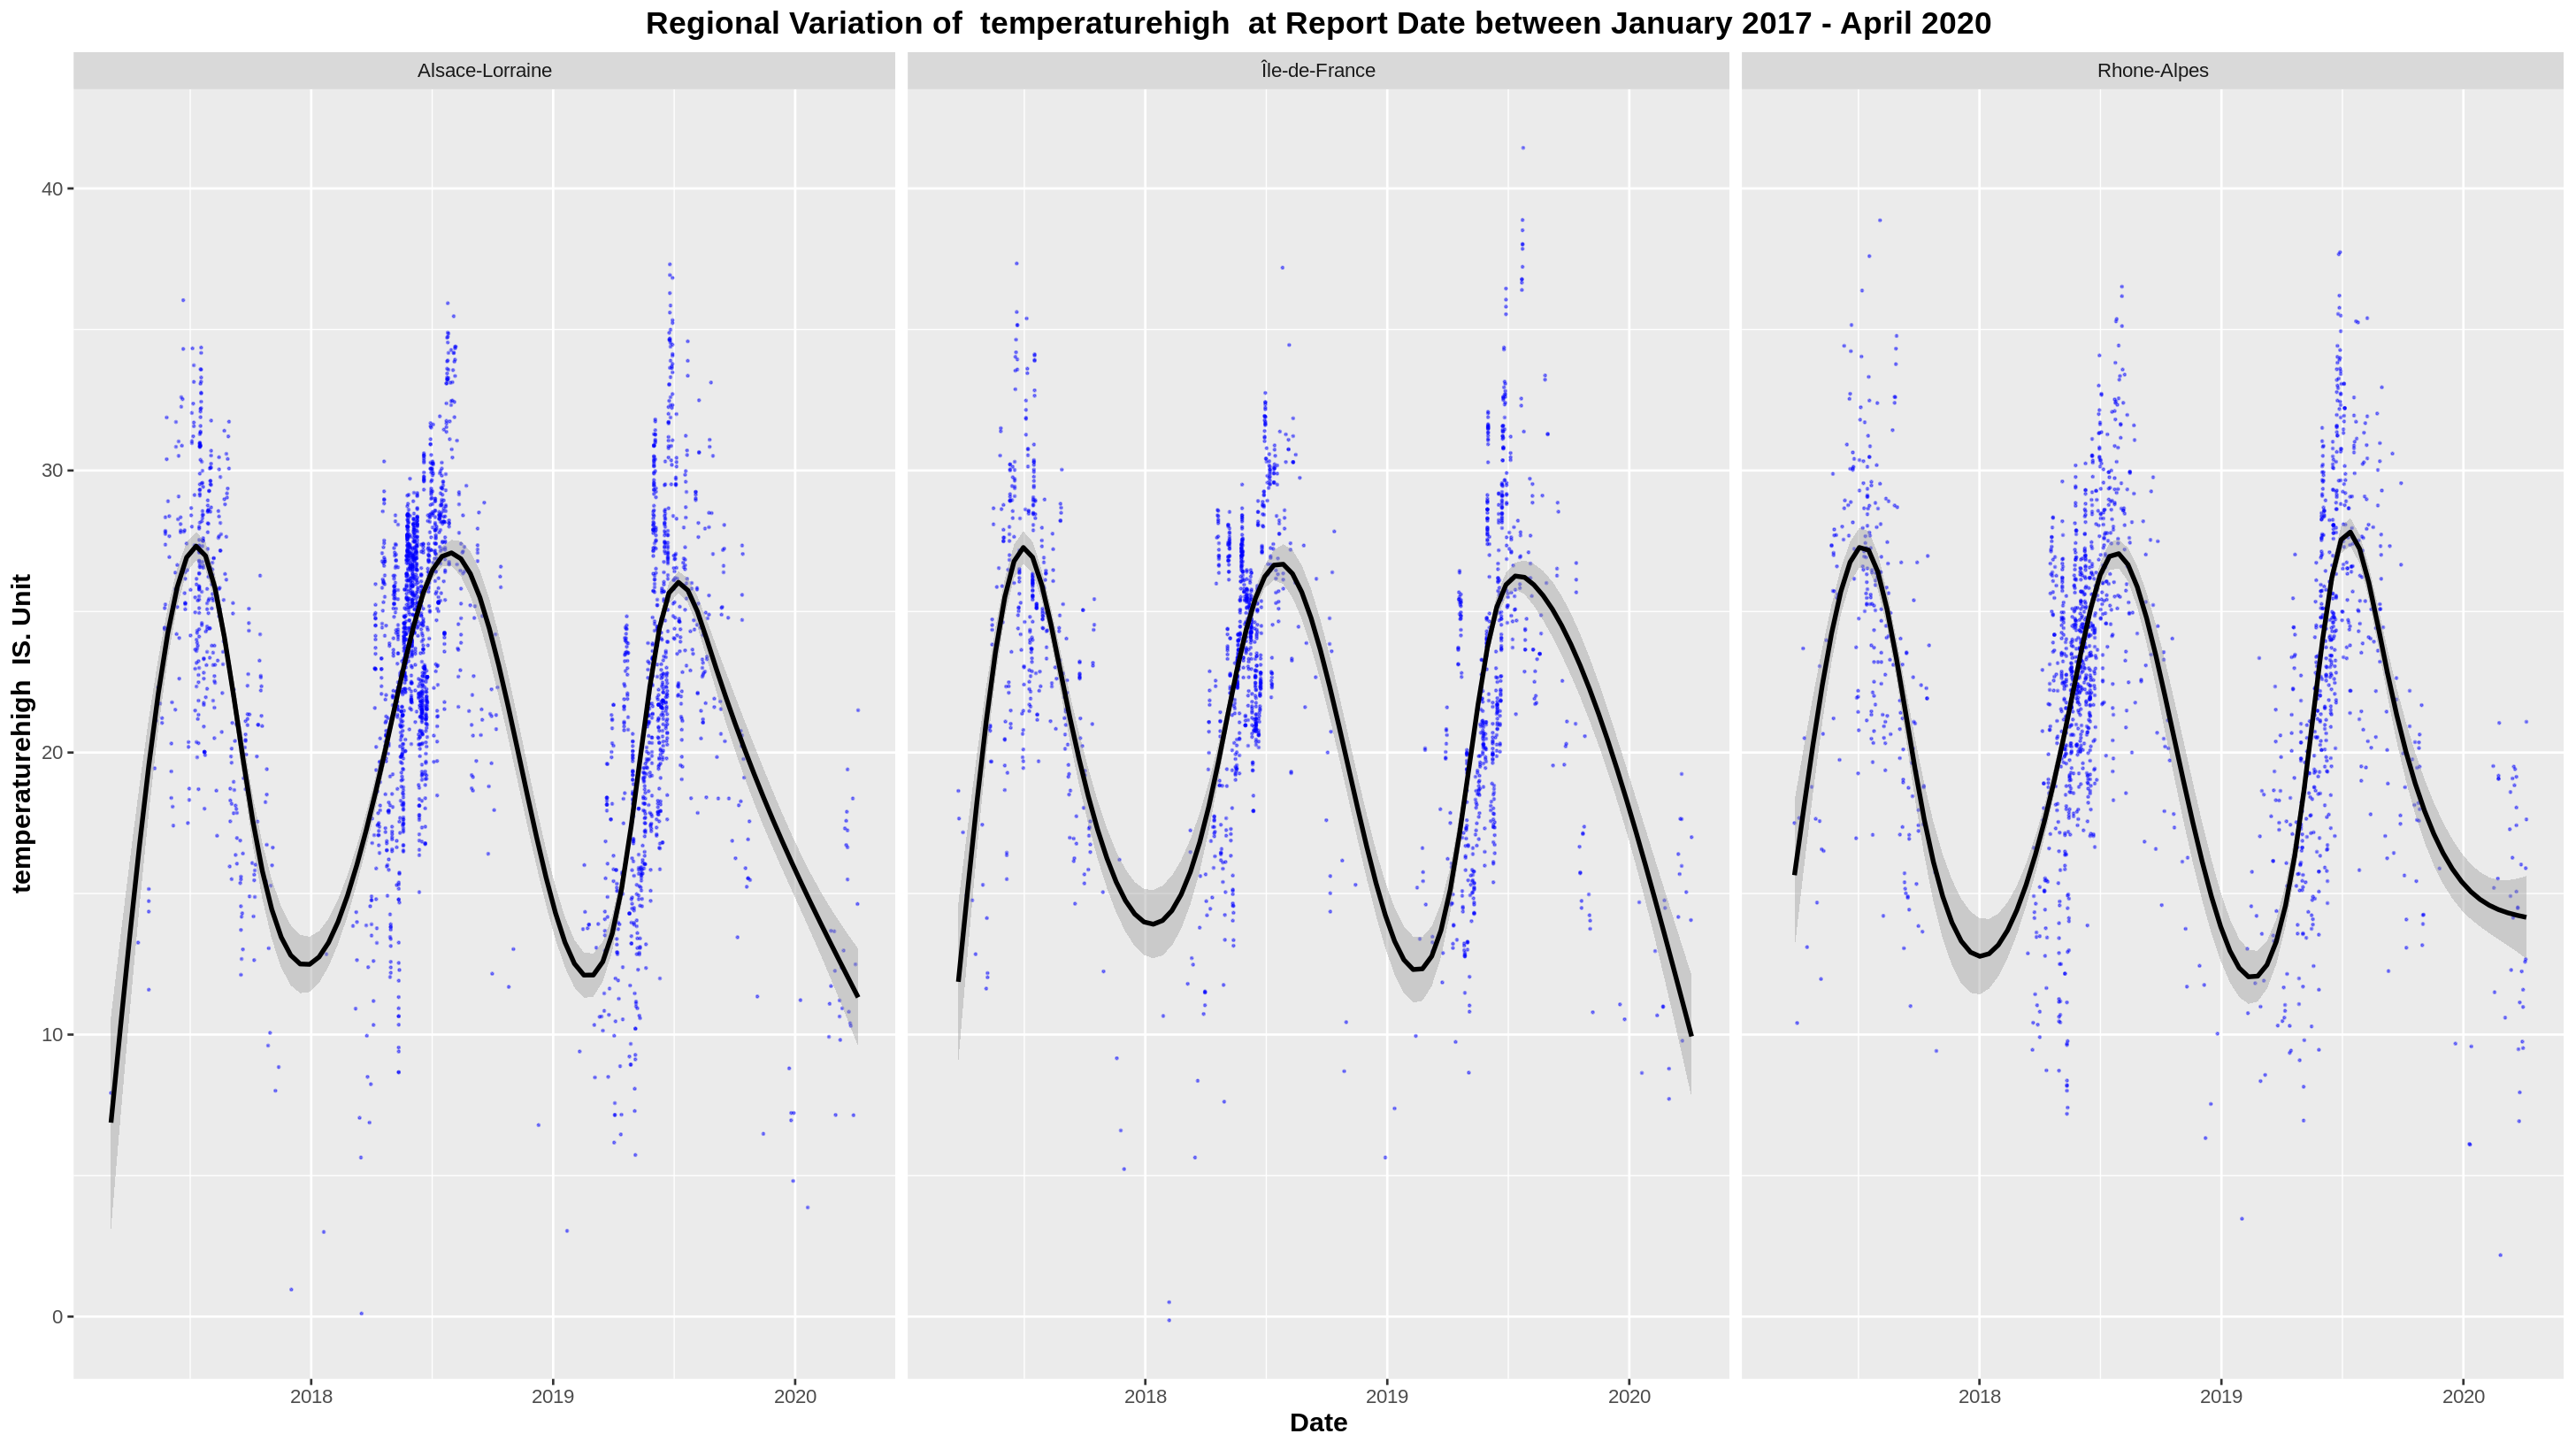 Regional Variation of  temperaturehigh  at Report Date between January 2017 - April 2020
Alsace-Lorraine
Île-de-France
Rhone-Alpes
temperaturehigh  IS. Unit
40
30
20
10
0
2018 2019 2020
2018 2019 2020
2018 2019 2020
Date